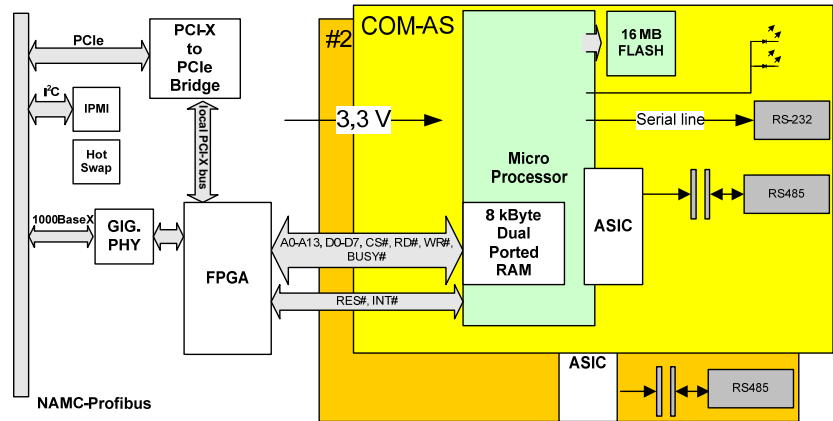 PCIe
PCI-X
to
PCIe
Bridge
I²C
IPMI
Hot
Swap
local PCI-X bus
1000BaseX
GIG.
PHY
FPGA
NAMC-Profibus
#2
COM-AS
3,3 V
16 MB
FLASH
Serial line
RS-232
Micro
Processor
8 kByte
Dual
Ported
RAM
ASIC
RS485
A0-A13, D0-D7, CS#, RD#, WR#,
BUSY#
RES#, INT#
ASIC
RS485